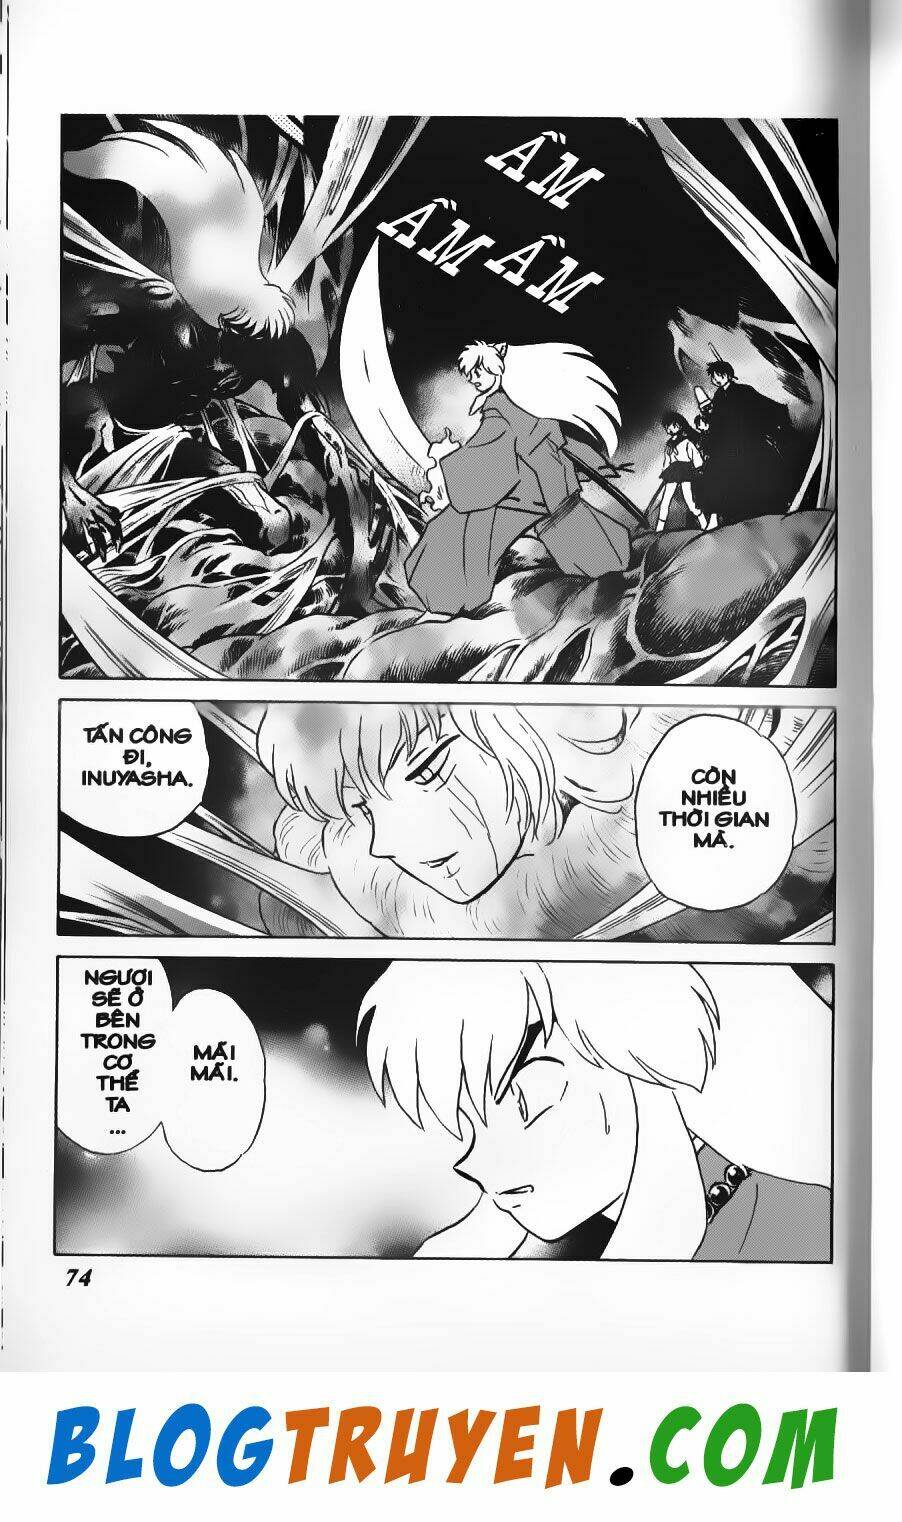 ẦM
ẦM ẦM
TẤN CÔNG
ĐI,
INUYASHA.
CÒN
NHIỀU
THỜI GIAN
MÀ.
NGƯƠI
SẼ Ở
BÊN
TRONG
CƠ
THỂ
TA
...
MÃI
MÃI.
74
BLOGTRUYEN.COM